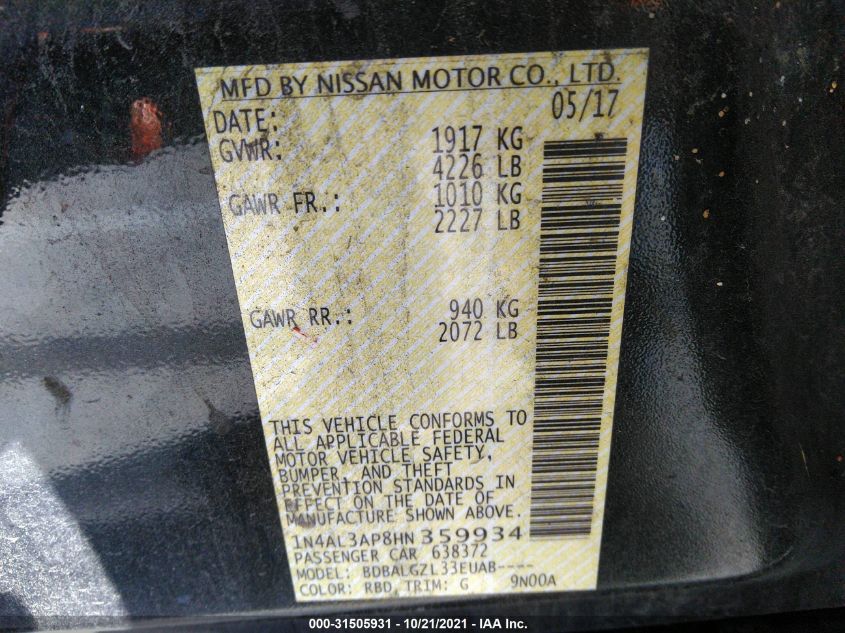 MFD BY NISSAN MOTOR CO., LTD.
DATE: 05/17
GVWR: 1917 KG
4226 LB
GAWR FR.: 1010 KG
2227 LB
GAWR RR.: 940 KG
2072 LB
THIS VEHICLE CONFORMS TO
ALL APPLICABLE FEDERAL
MOTOR VEHICLE SAFETY,
BUMPER, AND THEFT
PREVENTION STANDARDS IN
EFFECT ON THE DATE OF
MANUFACTURE SHOWN ABOVE.
1N4AL3AP8HN 359934
PASSENGER CAR 638372
MODEL: BDBALGZL33EUAB----
COLOR: RBD TRIM: G 9N00A
000-31505931 - 10/21/2021 - IAA Inc.